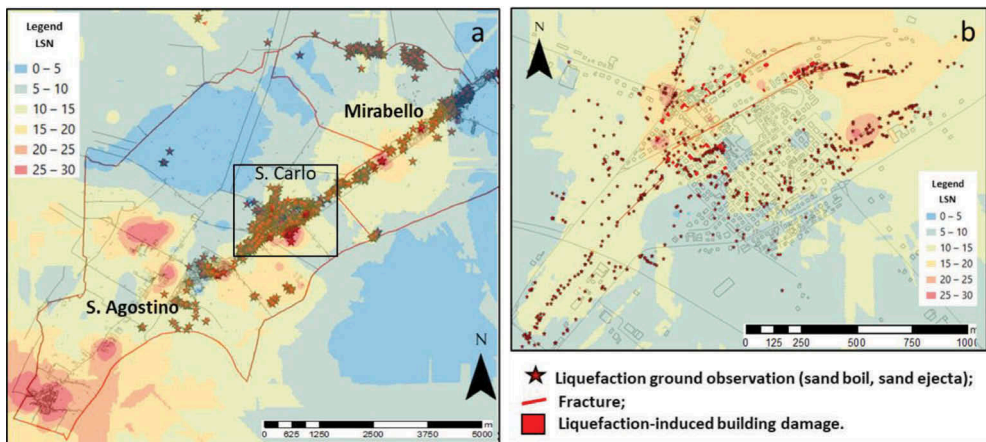 Legend
LSN
0 – 5
5 – 10
10 – 15
15 – 20
20 – 25
25 – 30
a
Mirabello
S. Carlo
S. Agostino
N
m
0 625 1250 2500 3750 5000
N
b
Legend
LSN
0 – 5
5 – 10
10 – 15
15 – 20
20 – 25
25 – 30
0 125 250 500 750 1000
m
Liquefaction ground observation (sand boil, sand ejecta);
Fracture;
Liquefaction-induced building damage.